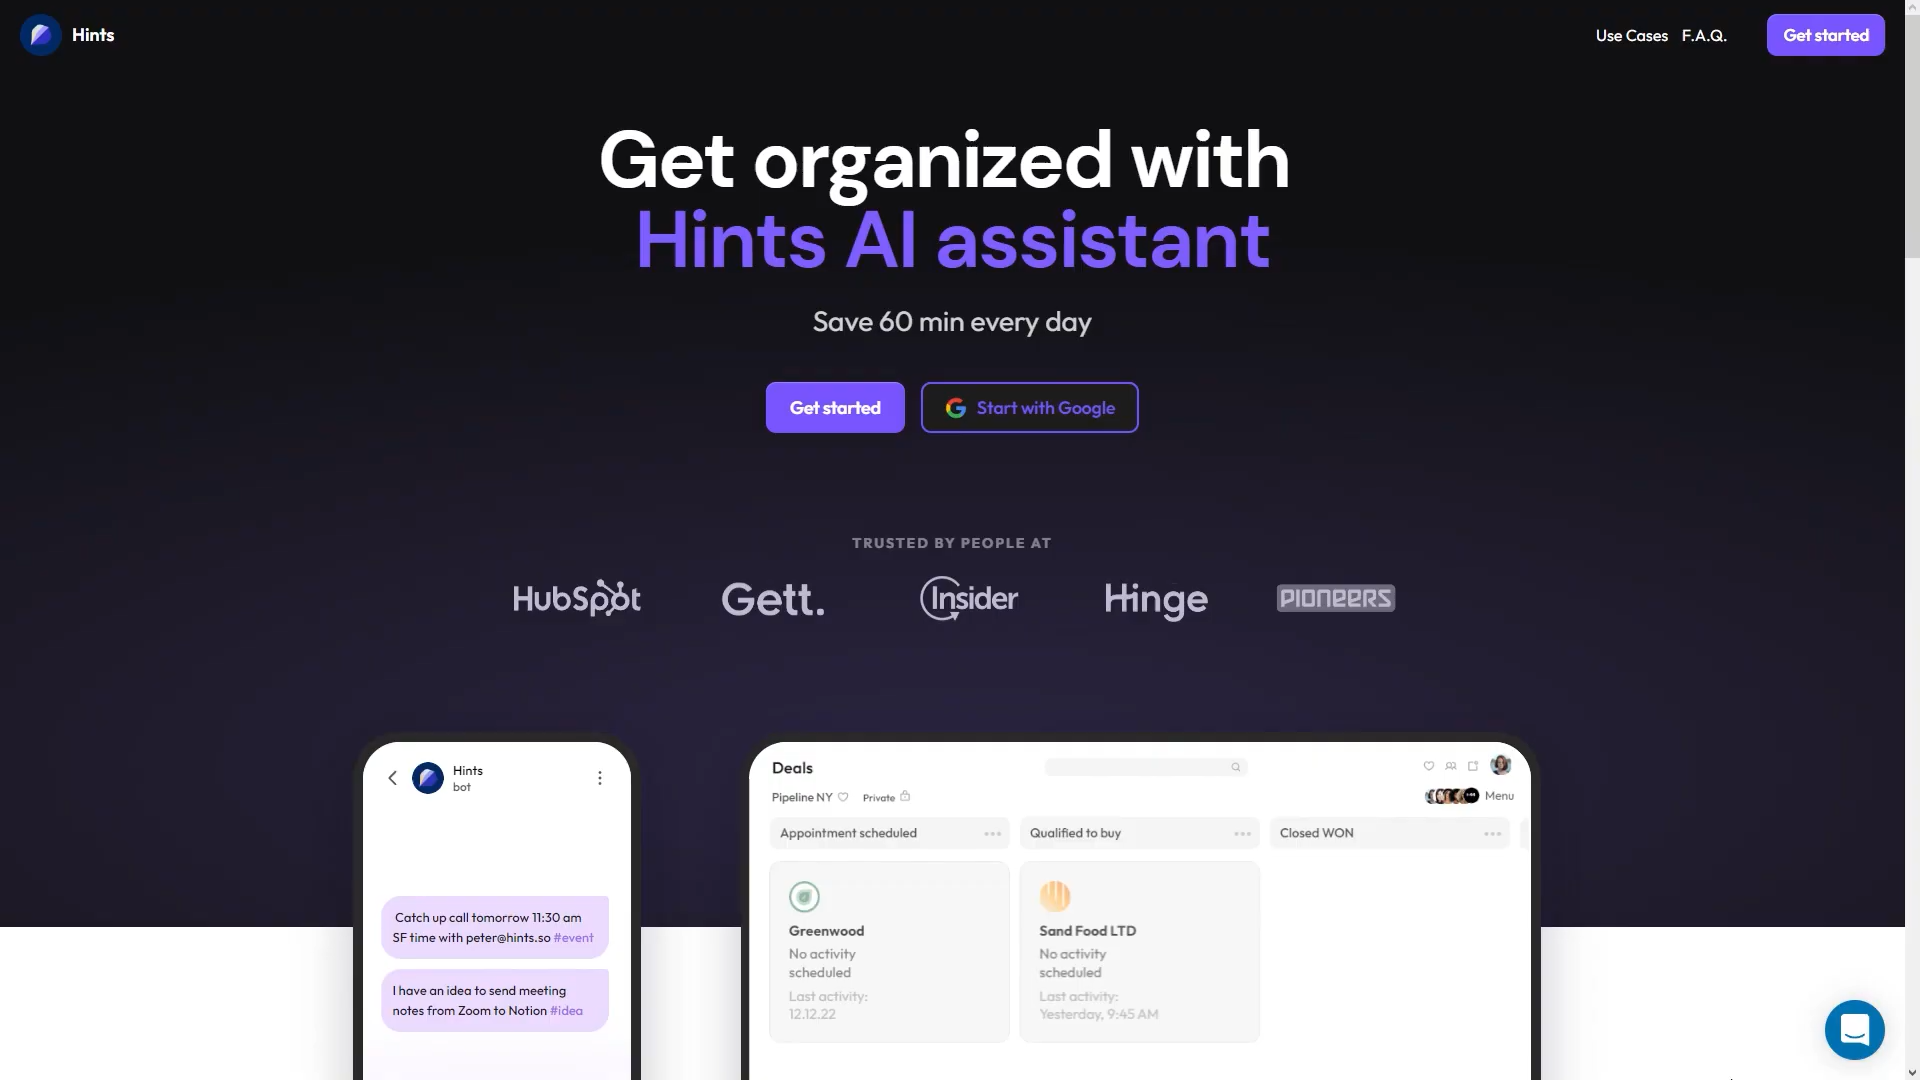 Hints
Use Cases
F.A.Q.
Get started
Get organized with
Hints AI assistant
Save 60 min every day
Get started
Start with Google
TRUSTED BY PEOPLE AT
HubSpot
Gett.
Insider
Hinge
PIONEERS
Hints
bot
Catch up call tomorrow 11:30 am
SF time with peter@hints.so #event
I have an idea to send meeting
notes from Zoom to Notion #idea
Deals
Pipeline NY
Private
Menu
Appointment scheduled
Qualified to buy
Closed WON
Greenwood
No activity
scheduled
Last activity:
12.12.22
Sand Food LTD
No activity
scheduled
Last activity:
Yesterday, 9:45 AM